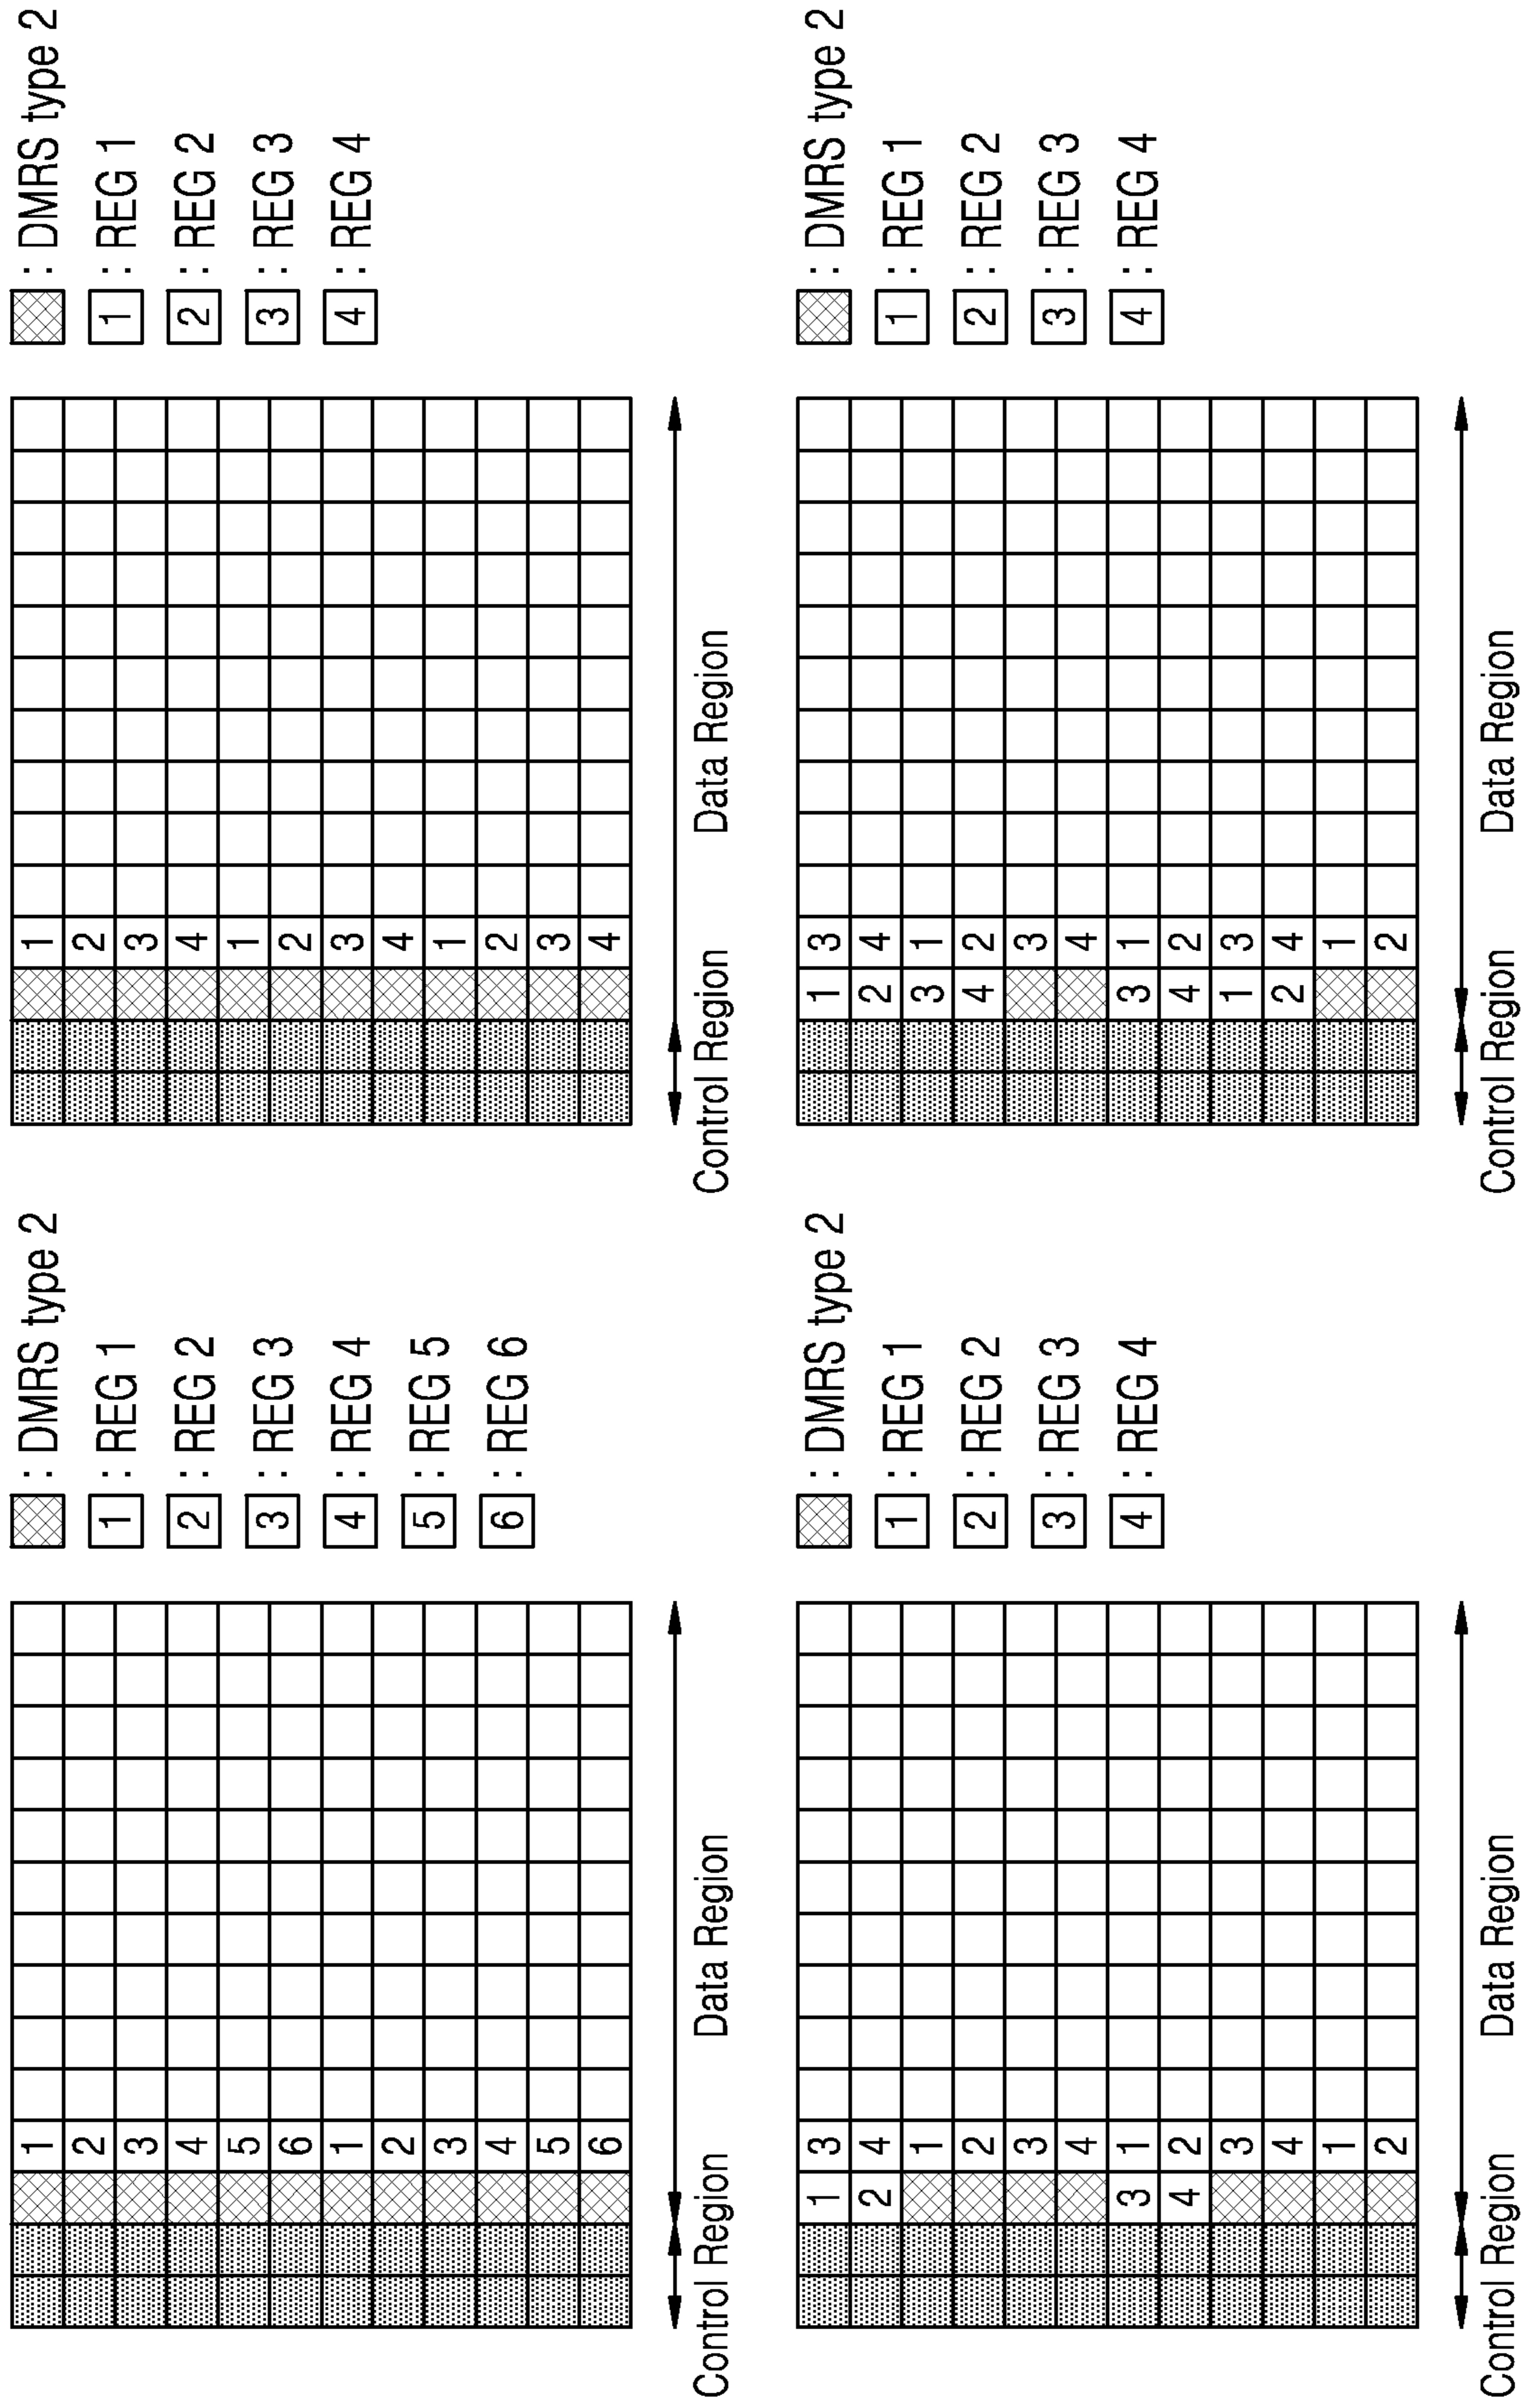 1
2
3
4
5
6
1
2
3
4
5
6
Control Region
Data Region
: DMRS type 2
1 : REG 1
2 : REG 2
3 : REG 3
4 : REG 4
5 : REG 5
6 : REG 6
1
2
3
4
1
2
3
4
1
2
3
4
Control Region
Data Region
: DMRS type 2
1 : REG 1
2 : REG 2
3 : REG 3
4 : REG 4
1 3
2 4
1
2
3
4
3 1
4 2
3
4
1
2
Control Region
Data Region
: DMRS type 2
1 : REG 1
2 : REG 2
3 : REG 3
4 : REG 4
1 3
2 4
3 1
4 2
3
4
3 1
4 2
1 3
2 4
1
2
Control Region
Data Region
: DMRS type 2
1 : REG 1
2 : REG 2
3 : REG 3
4 : REG 4